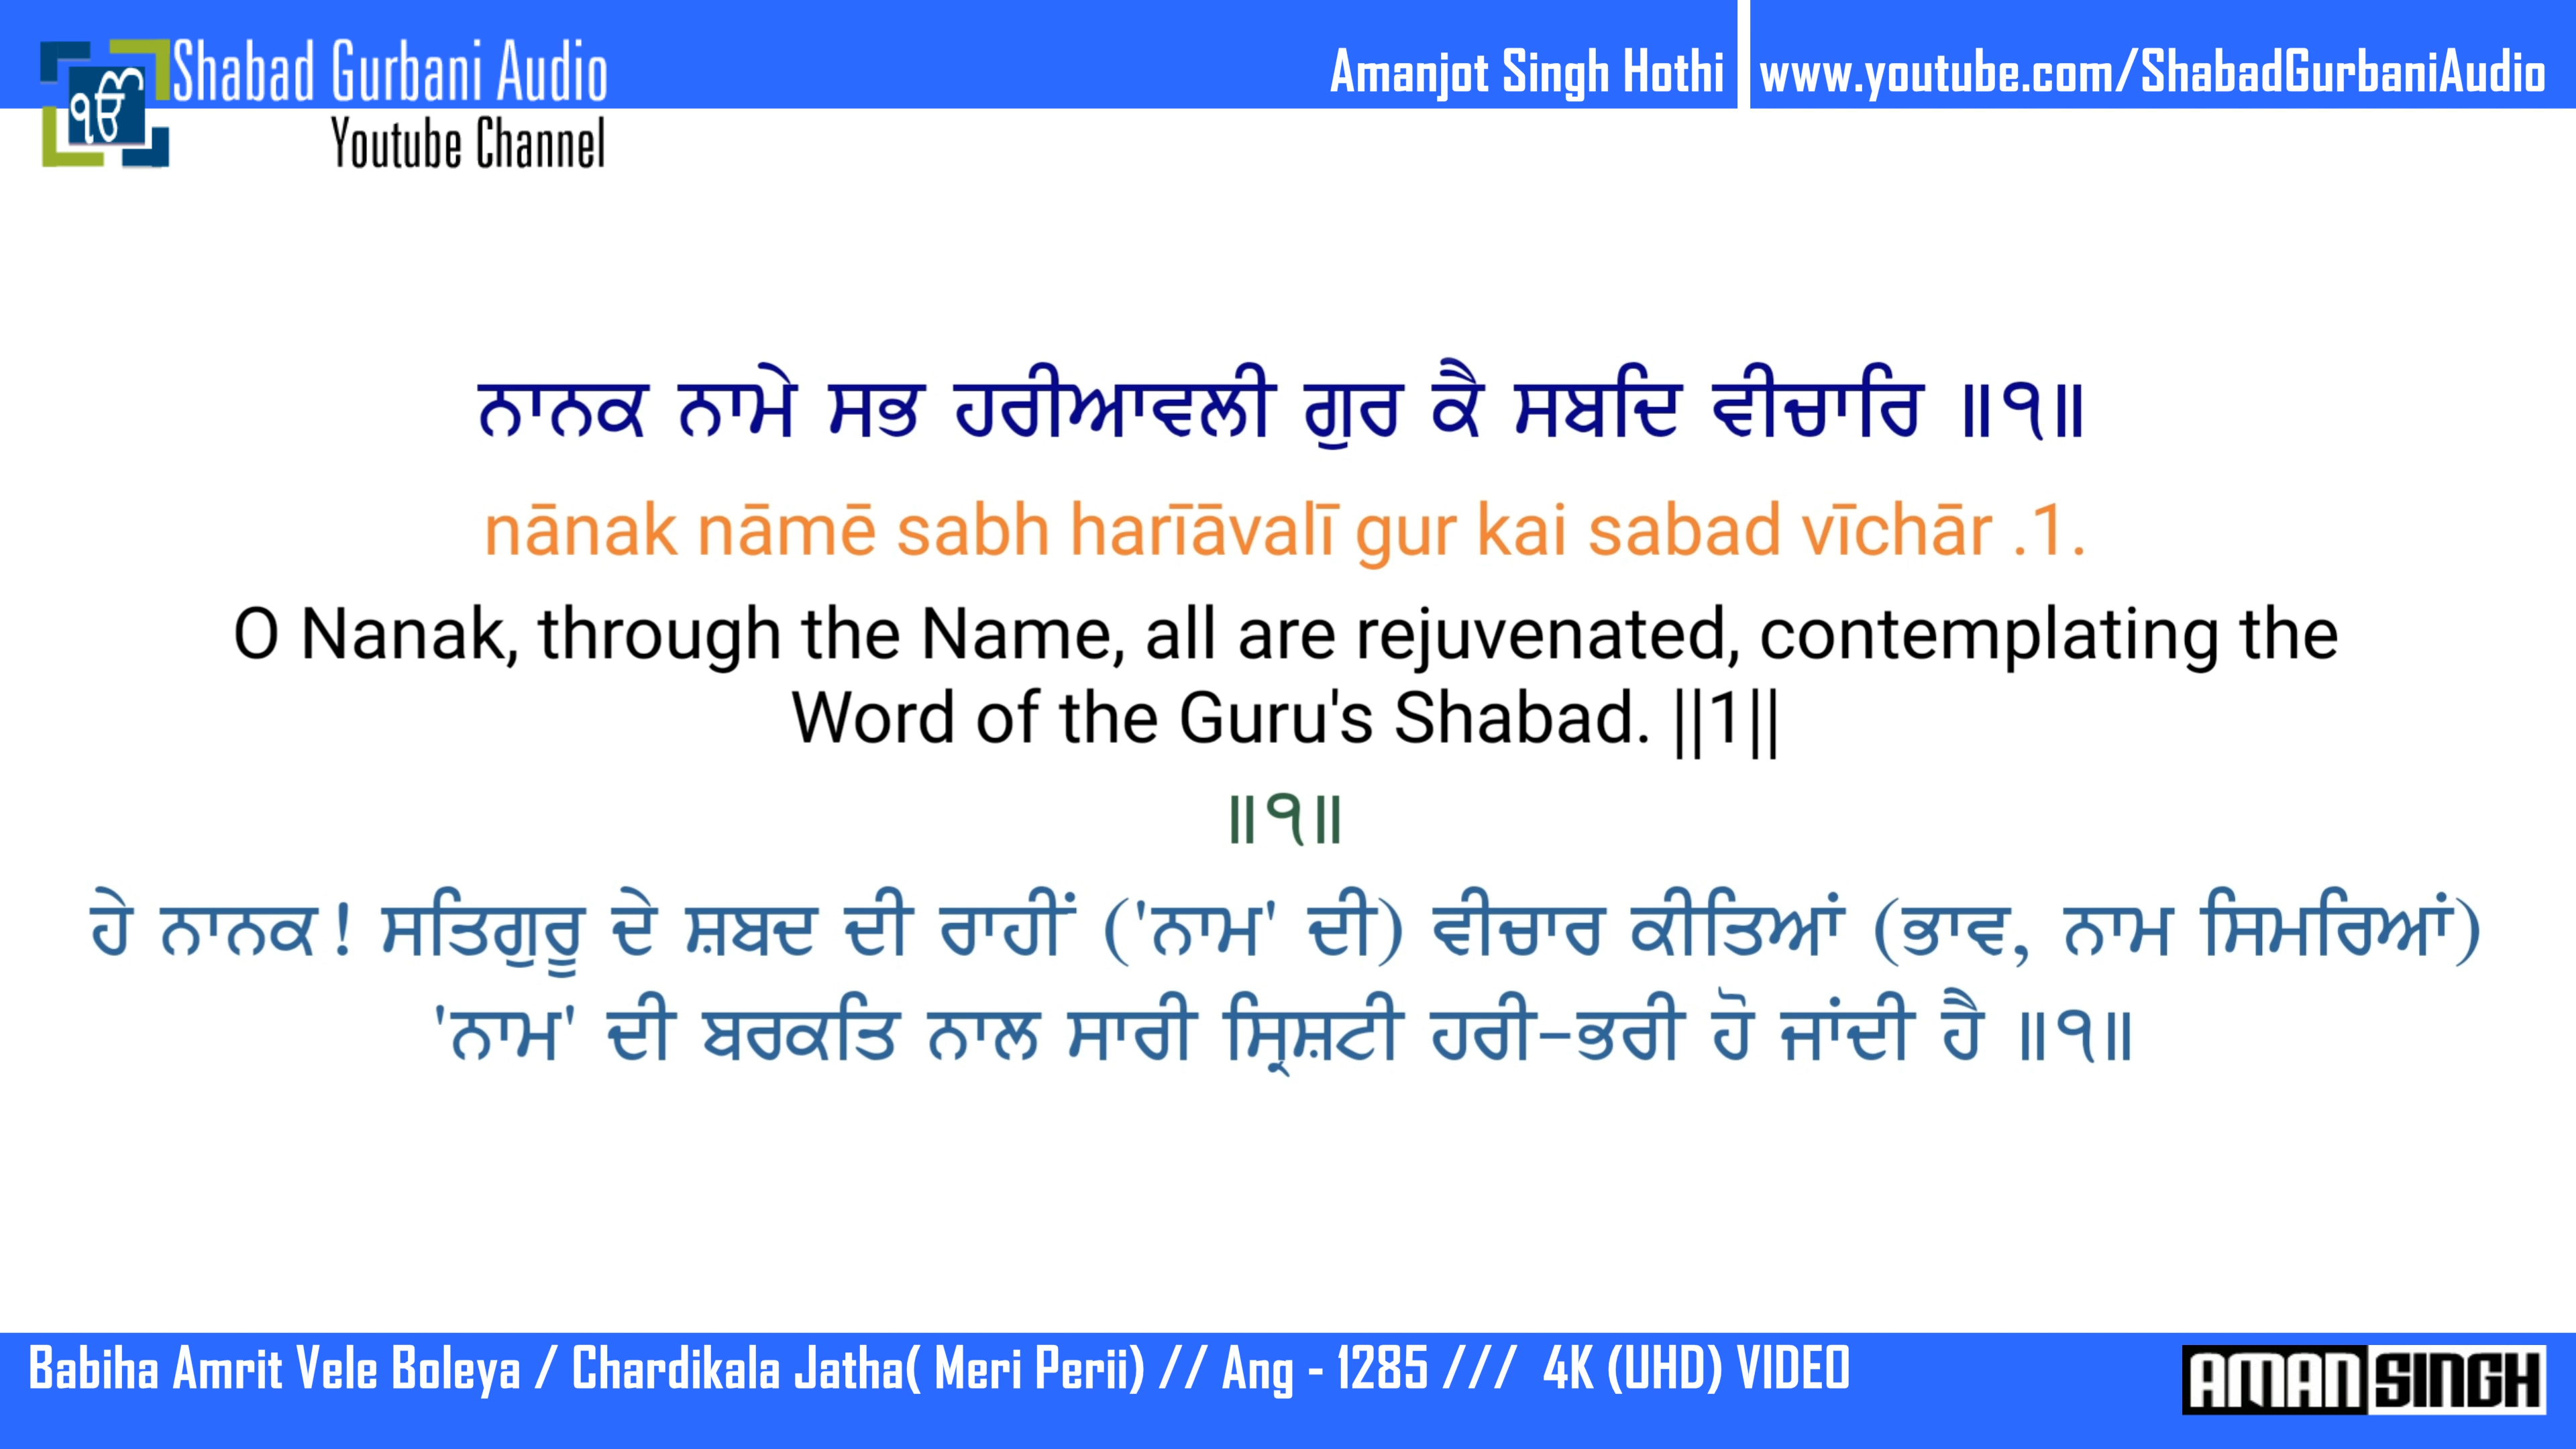 Shabad Gurbani Audio
Youtube Channel
ੴ
Amanjot Singh Hothi
www.youtube.com/ShabadGurbaniAudio
ਨਾਨਕ ਨਾਮੇ ਸਭ ਹਰੀਆਵਲੀ ਗੁਰ ਕੈ ਸਬਦਿ ਵੀਚਾਰਿ ॥੧॥
nānak nāmē sabh harīāvalī gur kai sabad vīchār .1.
O Nanak, through the Name, all are rejuvenated, contemplating the
Word of the Guru's Shabad. ||1||
॥੧॥
ਹੇ ਨਾਨਕ! ਸਤਿਗੁਰੂ ਦੇ ਸ਼ਬਦ ਦੀ ਰਾਹੀਂ ('ਨਾਮ' ਦੀ) ਵੀਚਾਰ ਕੀਤਿਆਂ (ਭਾਵ, ਨਾਮ ਸਿਮਰਿਆਂ)
'ਨਾਮ' ਦੀ ਬਰਕਤਿ ਨਾਲ ਸਾਰੀ ਸ੍ਰਿਸ਼ਟੀ ਹਰੀ-ਭਰੀ ਹੋ ਜਾਂਦੀ ਹੈ ॥੧॥
Babiha Amrit Vele Boleya / Chardikala Jatha( Meri Perii) // Ang - 1285 /// 4K (UHD) VIDEO
AMAN SINGH